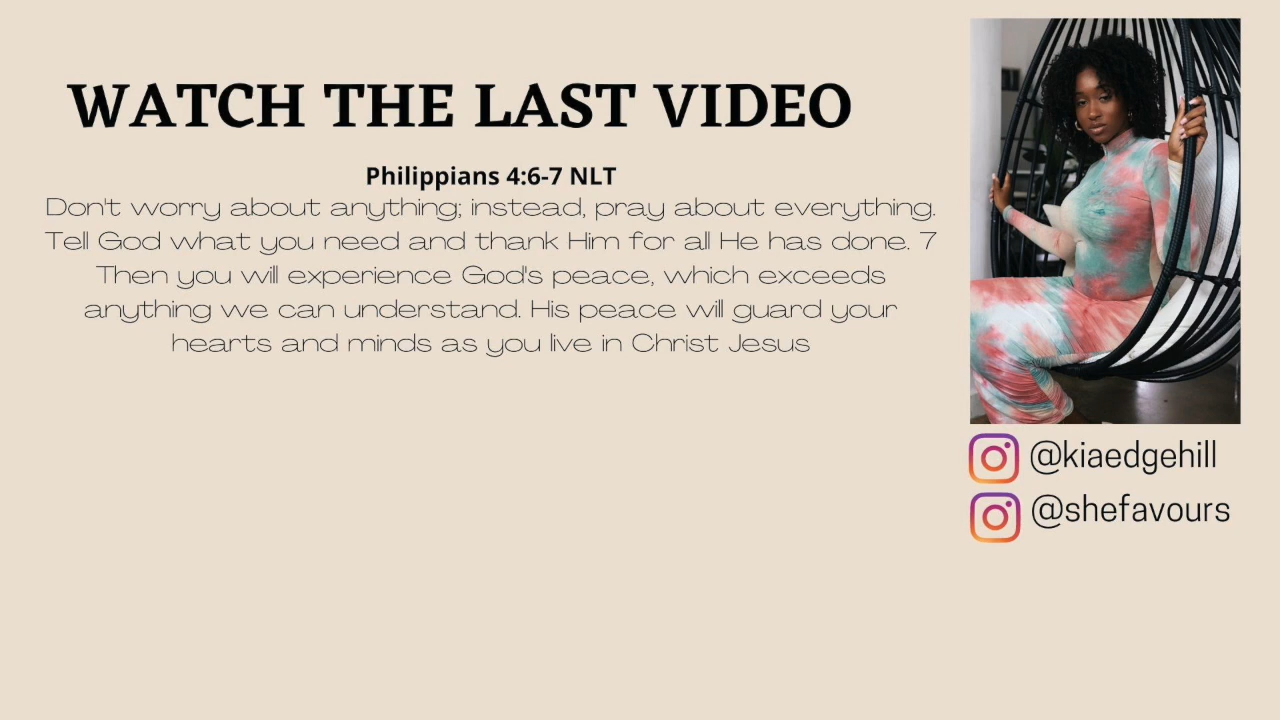 WATCH THE LAST VIDEO
Philippians 4:6-7 NLT
Don't worry about anything; instead, pray about everything.
Tell God what you need and thank Him for all He has done. 7
Then you will experience God's peace, which exceeds
anything we can understand. His peace will guard your
hearts and minds as you live in Christ Jesus
@kiaedgehill
@shefavours